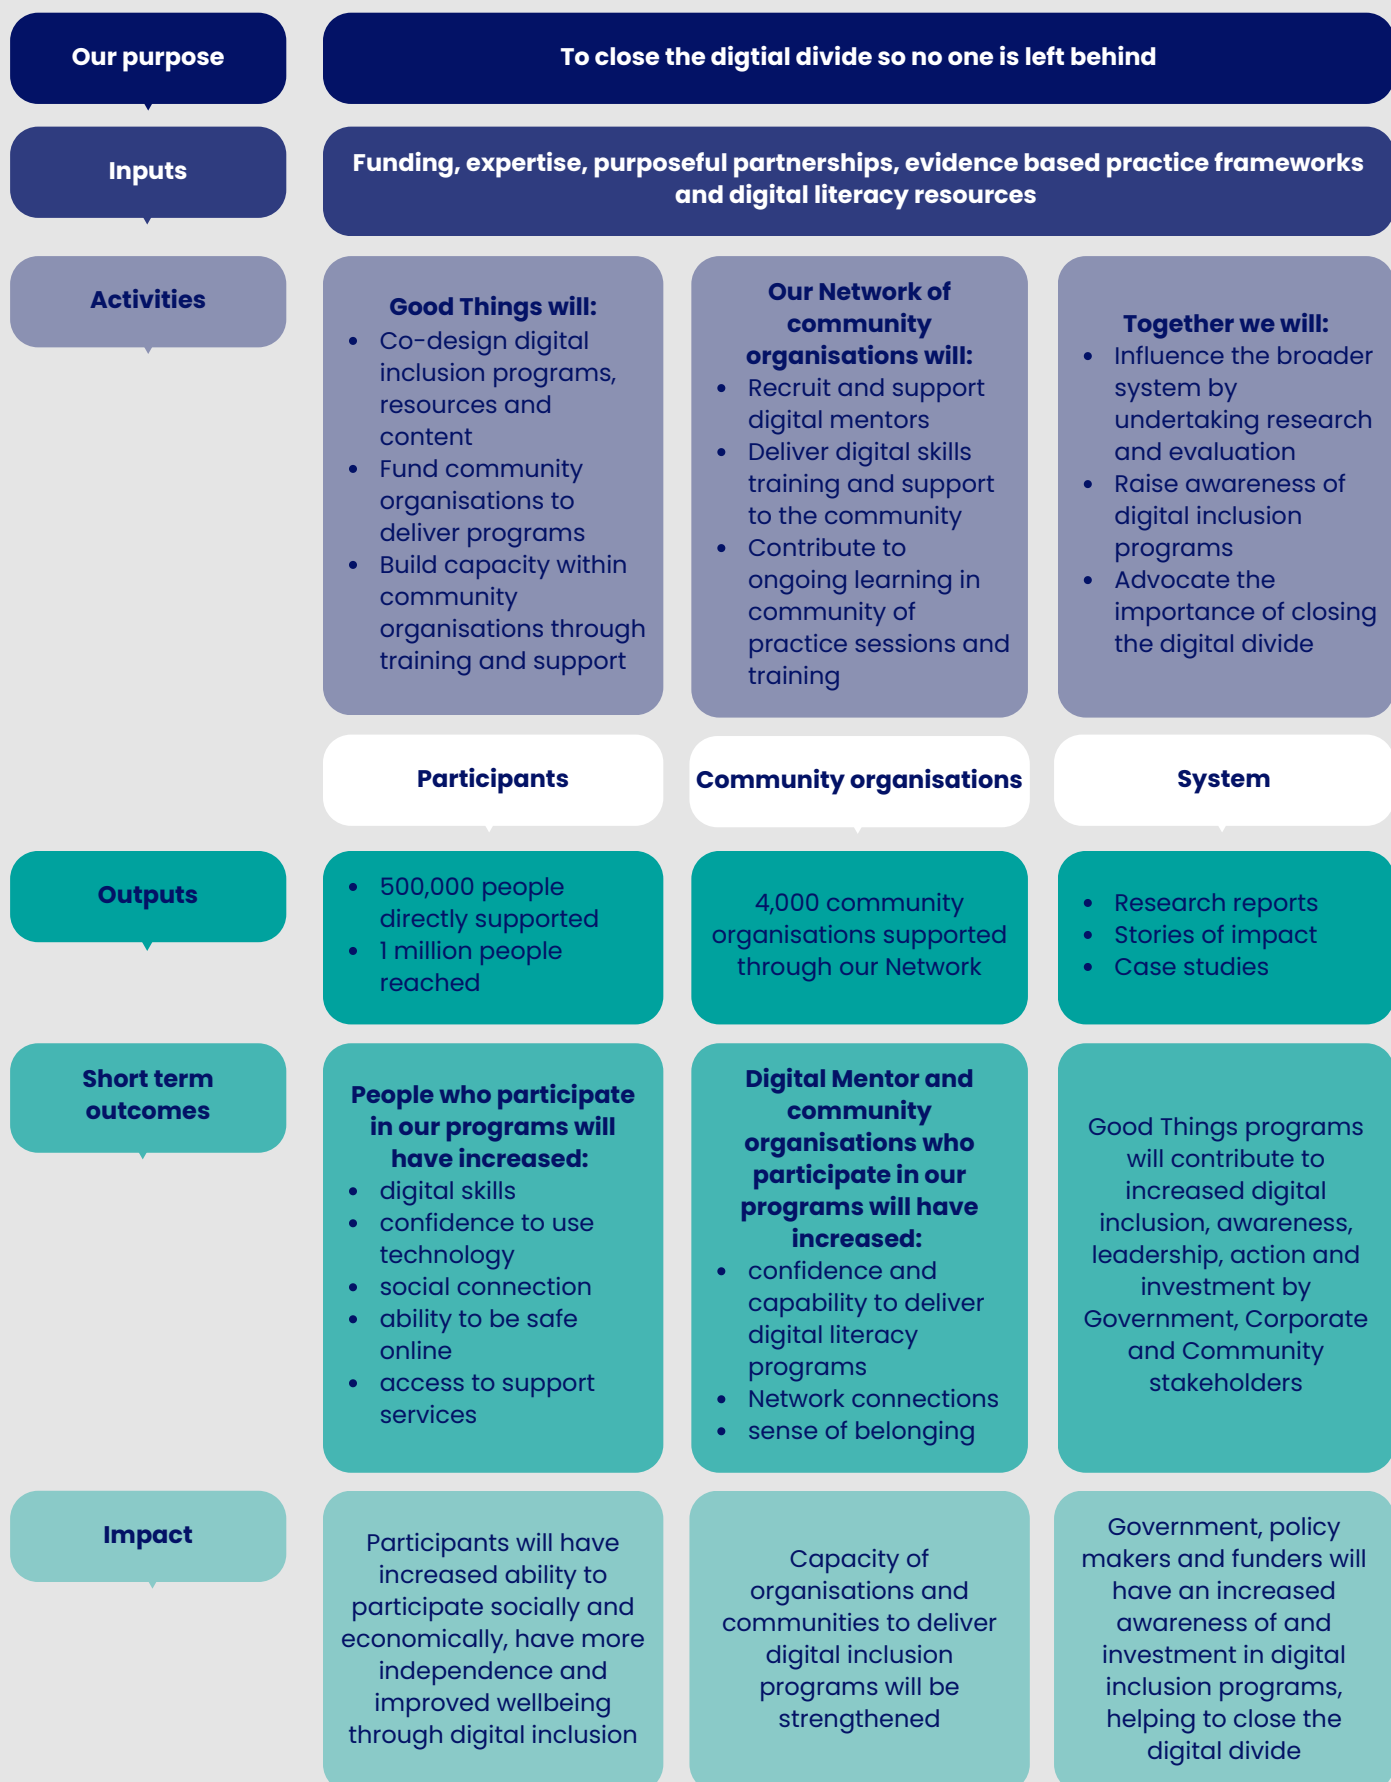 Our purpose
To close the digtial divide so no one is left behind
Inputs
Funding, expertise, purposeful partnerships, evidence based practice frameworks
and digital literacy resources
Activities
Good Things will:
• Co-design digital
inclusion programs,
resources and
content
• Fund community
organisations to
deliver programs
• Build capacity within
community
organisations through
training and support
Our Network of
community
organisations will:
• Recruit and support
digital mentors
• Deliver digital skills
training and support
to the community
• Contribute to
ongoing learning in
community of
practice sessions and
training
Together we will:
• Influence the broader
system by
undertaking research
and evaluation
• Raise awareness of
digital inclusion
programs
• Advocate the
importance of closing
the digital divide
Participants
Community organisations
System
Outputs
• 500,000 people
directly supported
• 1 million people
reached
4,000 community
organisations supported
through our Network
• Research reports
• Stories of impact
• Case studies
Short term
outcomes
People who participate
in our programs will
have increased:
• digital skills
• confidence to use
technology
• social connection
• ability to be safe
online
• access to support
services
Digital Mentor and
community
organisations who
participate in our
programs will have
increased:
• confidence and
capability to deliver
digital literacy
programs
• Network connections
• sense of belonging
Good Things programs
will contribute to
increased digital
inclusion, awareness,
leadership, action and
investment by
Government, Corporate
and Community
stakeholders
Impact
Participants will have
increased ability to
participate socially and
economically, have more
independence and
improved wellbeing
through digital inclusion
Capacity of
organisations and
communities to deliver
digital inclusion
programs will be
strengthened
Government, policy
makers and funders will
have an increased
awareness of and
investment in digital
inclusion programs,
helping to close the
digital divide